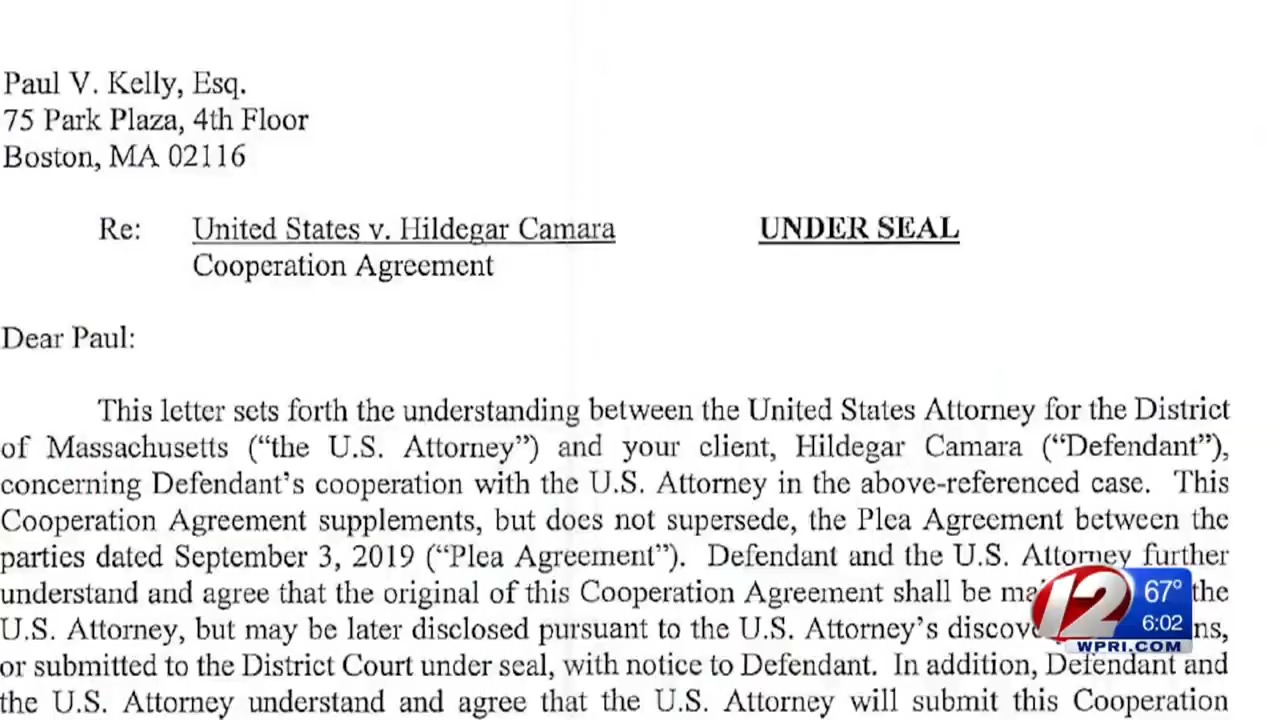 Paul V. Kelly, Esq.
75 Park Plaza, 4th Floor
Boston, MA 02116
Re: United States v. Hildegar Camara UNDER SEAL
Cooperation Agreement
Dear Paul:
This letter sets forth the understanding between the United States Attorney for the District
of Massachusetts (“the U.S. Attorney”) and your client, Hildegar Camara (“Defendant”),
concerning Defendant’s cooperation with the U.S. Attorney in the above-referenced case. This
Cooperation Agreement supplements, but does not supersede, the Plea Agreement between the
parties dated September 3, 2019 (“Plea Agreement”). Defendant and the U.S. Attorney further
understand and agree that the original of this Cooperation Agreement shall be the
U.S. Attorney, but may be later disclosed pursuant to the U.S. Attorney’s
or submitted to the District Court under seal, with notice to Defendant. In addition, Defendant and
the U.S. Attorney understand and agree that the U.S. Attorney will submit this Cooperation
12 67°
6:02
WPRI.COM